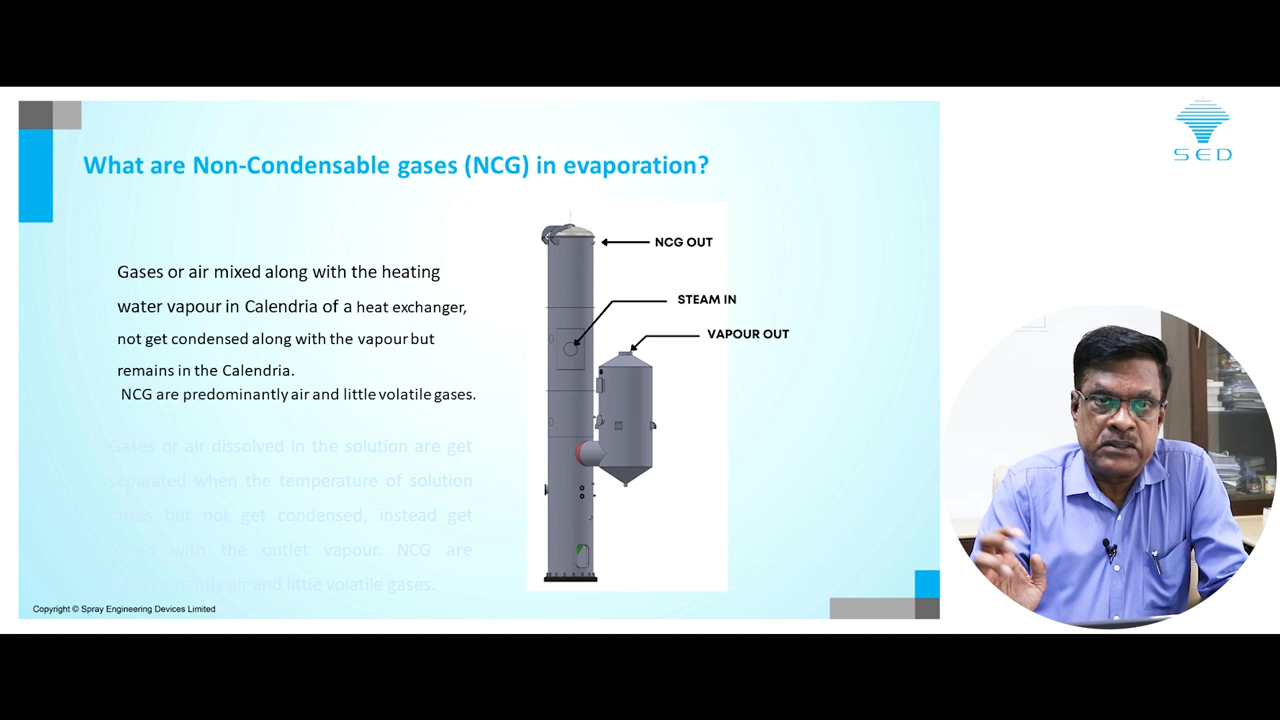 What are Non-Condensable gases (NCG) in evaporation?
SED
NCG OUT
STEAM IN
VAPOUR OUT
Gases or air mixed along with the heating
water vapour in Calendria of a heat exchanger,
not get condensed along with the vapour but
remains in the Calendria.
NCG are predominantly air and little volatile gases.
Gases or air dissolved in the solution are get
separated when the temperature of solution
but not get condensed, instead get
with the outlet vapour. NCG are
air and little volatile gases.
Copyright © Spray Engineering Devices Limited